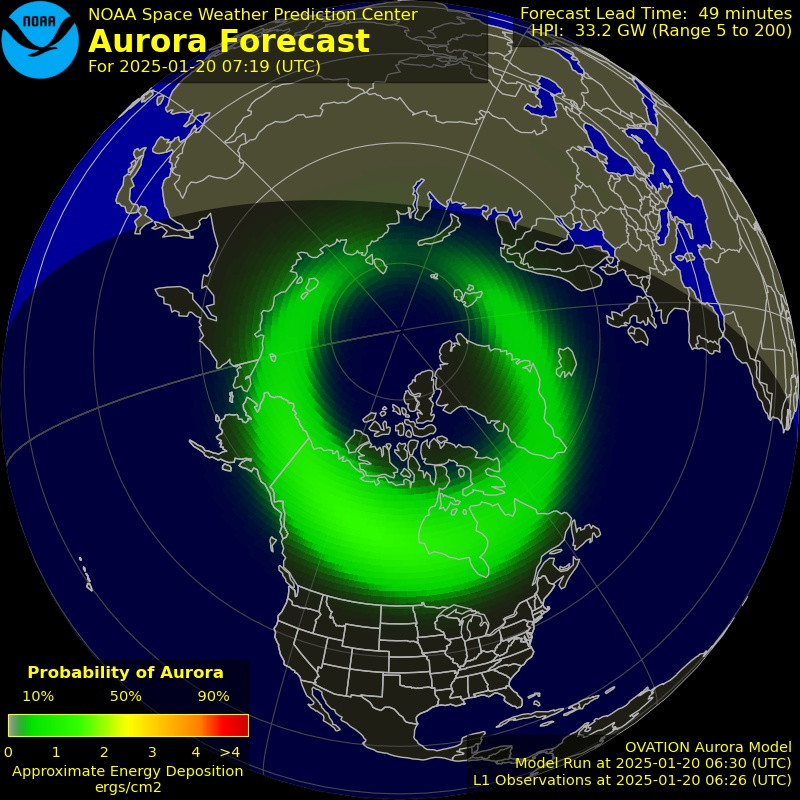 NOAA
NOAA Space Weather Prediction Center
Aurora Forecast
For 2025-01-20 07:19 (UTC)
Forecast Lead Time: 49 minutes
HPI: 33.2 GW (Range 5 to 200)
Probability of Aurora
10% 50% 90%
0 1 2 3 4 >4
Approximate Energy Deposition
ergs/cm2
OVATION Aurora Model
Model Run at 2025-01-20 06:30 (UTC)
L1 Observations at 2025-01-20 06:26 (UTC)